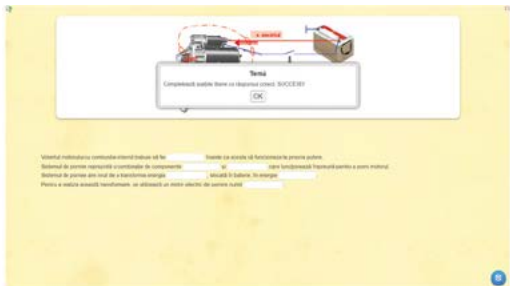 Temă
Completează spațiile libere cu răspunsul corect. SUCCES!!!
OK
Volantul motorului cu combustie internă trebuie să fie înainte ca acesta să funcționeze la propria putere.
Sistemul de pornire reprezintă o combinație de componente și care funcționează împreună pentru a porni motorul.
Sistemul de pornire are rolul de a transforma energia , stocată în baterie, în energie
Pentru a realiza această transformare, se utilizează un motor electric de pornire numit